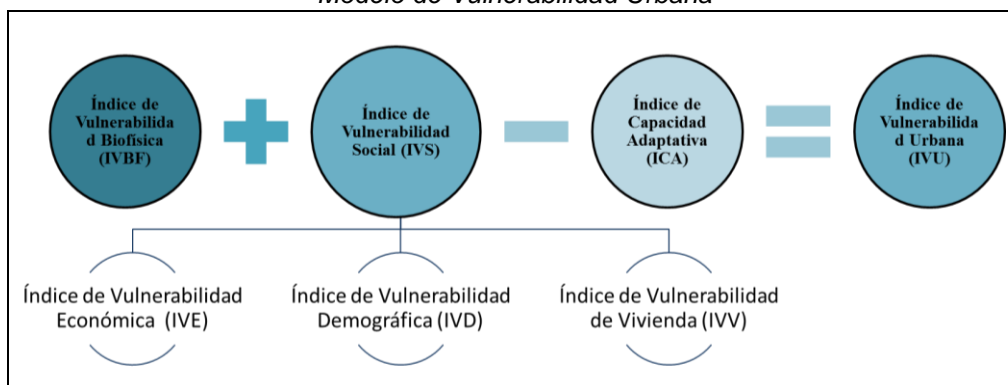 Modelo de Vulnerabilidad Urbana
Índice de
Vulnerabilida
d Biofísica
(IVBF)
Índice de
Vulnerabilidad
Social (IVS)
Índice de
Capacidad
Adaptativa
(ICA)
Índice de
Vulnerabilida
d Urbana
(IVU)
Índice de Vulnerabilidad
Económica (IVE)
Índice de Vulnerabilidad
Demográfica (IVD)
Índice de Vulnerabilidad
de Vivienda (IVV)